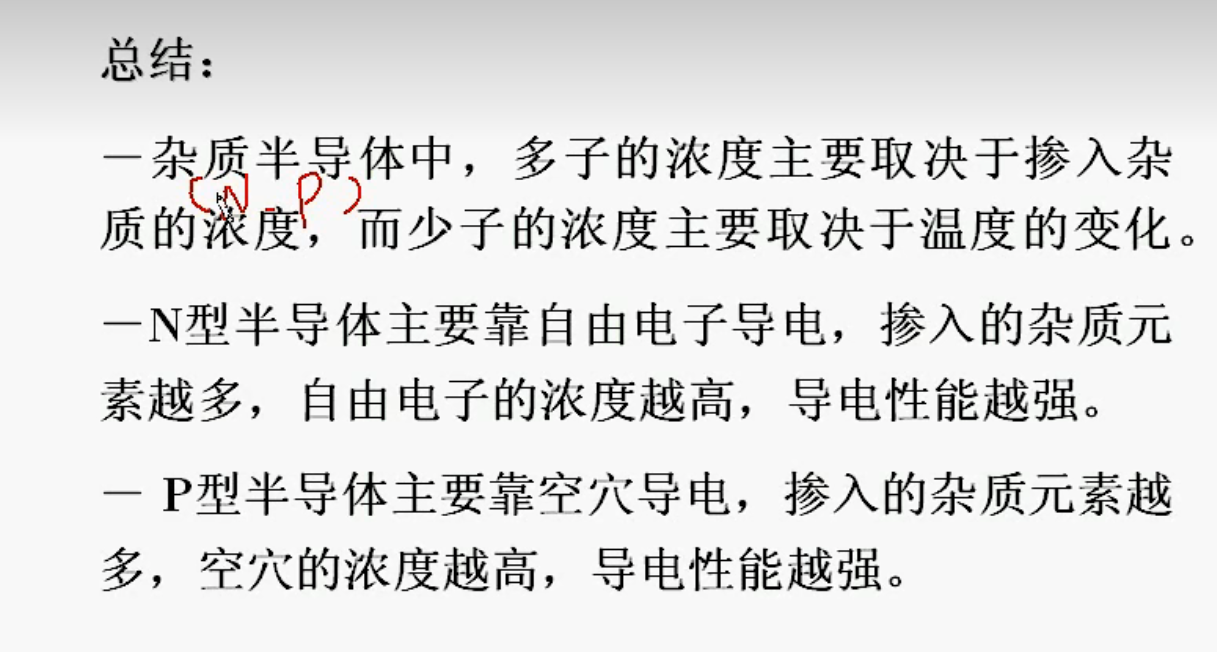 总结：
—杂质半导体中，多子的浓度主要取决于掺入杂
(N - P)
质的浓度，而少子的浓度主要取决于温度的变化。
—N型半导体主要靠自由电子导电，掺入的杂质元
素越多，自由电子的浓度越高，导电性能越强。
— P型半导体主要靠空穴导电，掺入的杂质元素越
多，空穴的浓度越高，导电性能越强。